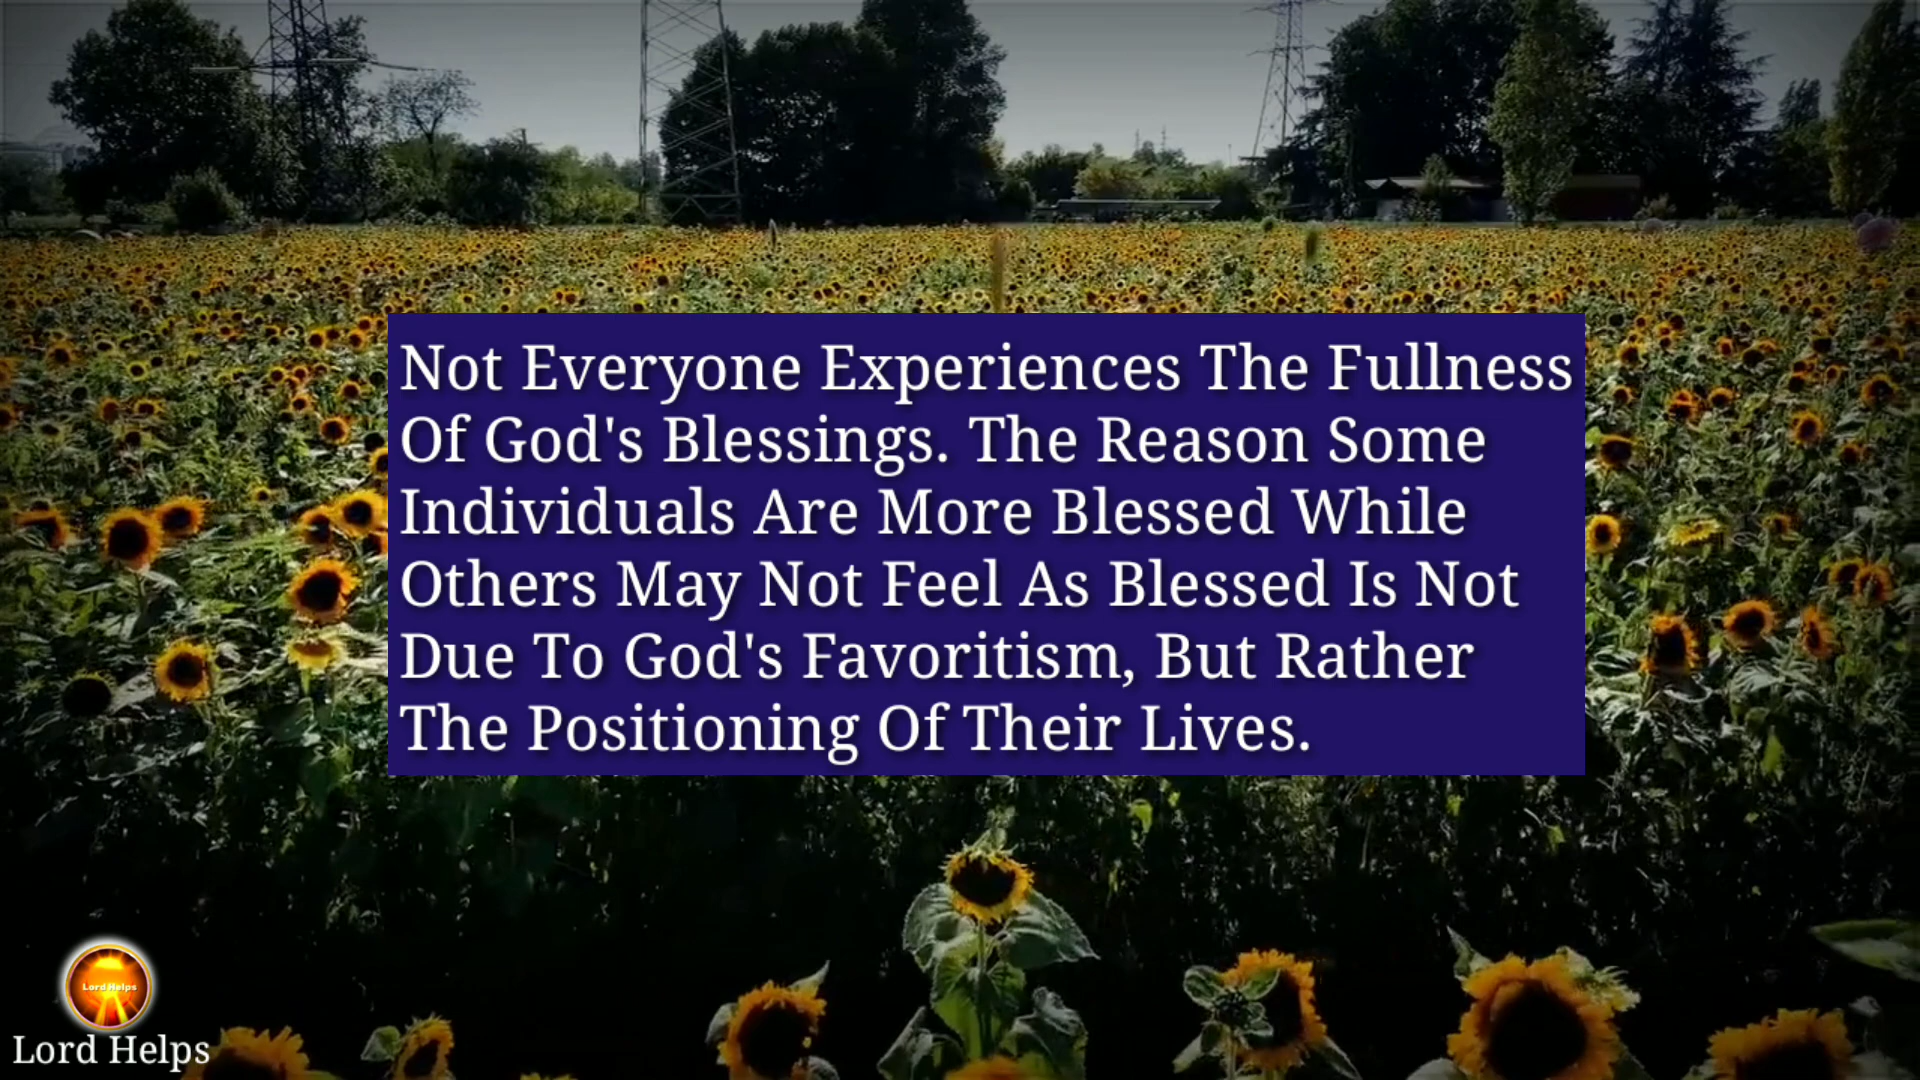 Not Everyone Experiences The Fullness
Of God's Blessings. The Reason Some
Individuals Are More Blessed While
Others May Not Feel As Blessed Is Not
Due To God's Favoritism, But Rather
The Positioning Of Their Lives.
Lord Helps
Lord Helps